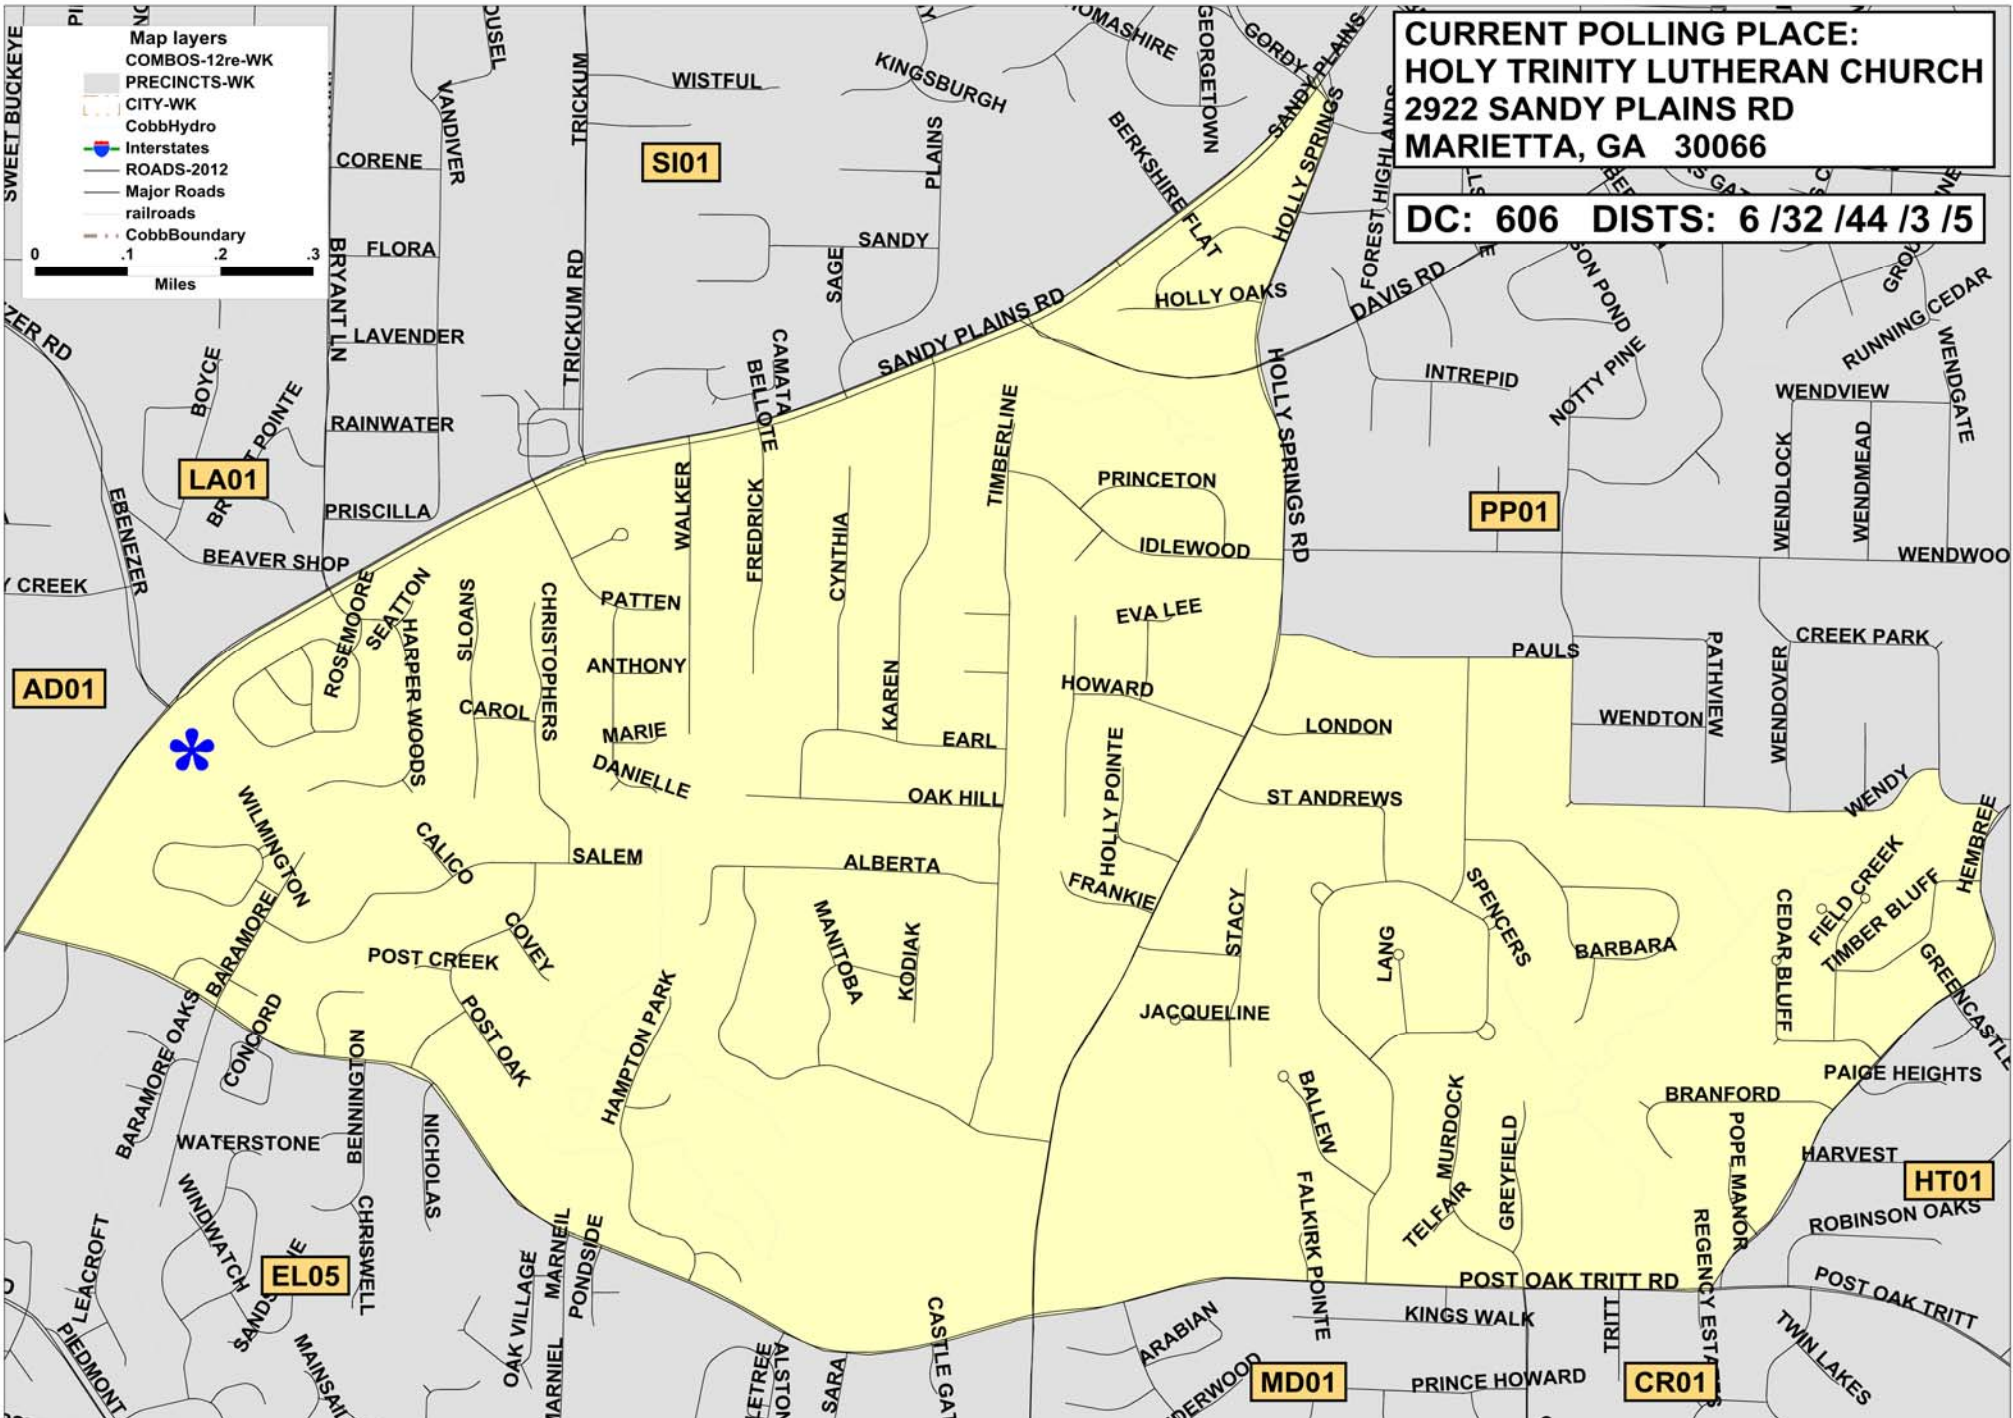 Map layers
COMBOS-12re-WK
PRECINCTS-WK
CITY-WK
CobbHydro
Interstates
ROADS-2012
Major Roads
railroads
CobbBoundary
0 .1 .2 .3
Miles
CURRENT POLLING PLACE:
HOLY TRINITY LUTHERAN CHURCH
2922 SANDY PLAINS RD
MARIETTA, GA 30066
DC: 606 DISTS: 6 /32 /44 /3 /5
SWEET BUCKEYE
VANDIVER
TRICKUM
WISTFUL
KINGSBURGH
GEORGETOWN
GORDY
SANDY PLAINS
SANDY PLAINS
HOLLY SPRINGS
CORENE
SI01
PLAINS
BERKSHIRE
FLAT
FOREST HIGHLANDS
FLORA
BRYANT LN
TRICKUM RD
SANDY
SAGE
HOLLY OAKS
DAVIS RD
RUNNING CEDAR
LAVENDER
SANDY PLAINS RD
CAMATA
BELLOTE
BOYCE
RAINWATER
TIMBERLINE
HOLLY SPRINGS RD
INTREPID
NOTTY PINE
WENDVIEW
WENDGATE
LA01
PRISCILLA
WALKER
FREDRICK
CYNTHIA
PRINCETON
PP01
WENDLOCK
WENDMEAD
EBENEZER
BEAVER SHOP
IDLEWOOD
ROSEMOORE
SEATTON
SLOANS
CHRISTOPHERS
PATTEN
EVA LEE
HARPER WOODS
ANTHONY
KAREN
PAULS
PATHVIEW
CREEK PARK
AD01
CAROL
MARIE
EARL
HOWARD
LONDON
WENDTON
WENDOVER
*
DANIELLE
OAK HILL
HOLLY POINTE
ST ANDREWS
WENDY
HEMBREE
WILMINGTON
CALICO
SALEM
ALBERTA
FRANKIE
STACY
SPENCERS
FIELD CREEK
TIMBER BLUFF
CEDAR BLUFF
BARAMORE
POST CREEK
COVEY
MANITOBA
KODIAK
LANG
BARBARA
GREENCASTLE
BARAMORE OAKS
CONCORD
POST OAK
HAMPTON PARK
JACQUELINE
BENNINGTON
NICHOLAS
WATERSTONE
BALLEW
MURDOCK
GREYFIELD
TELFAIR
BRANFORD
PAIGE HEIGHTS
POPE MANOR
HARVEST
HT01
ROBINSON OAKS
LEACROFT
WINDWATCH
EL05
CHRISWELL
OAK VILLAGE
MARNEIL
PONDSIDE
FALKIRK POINTE
POST OAK TRITT RD
POST OAK TRITT
KINGS WALK
TRITT
TWIN LAKES
PIEDMONT
MARNIEL
SARA
ARABIAN
MD01
PRINCE HOWARD
CR01